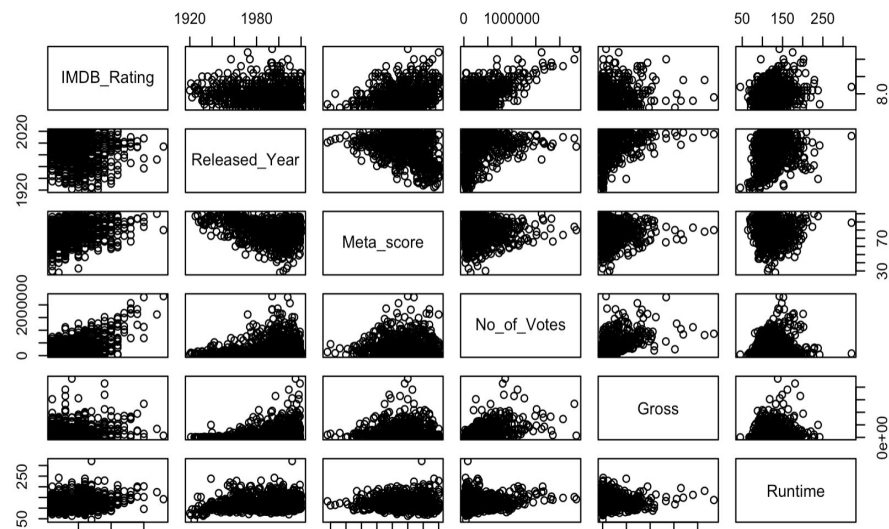 1920 1980 0 1000000 50 150 250
IMDB_Rating
8.0
2020
1920
Released_Year
Meta_score
30 70
2000000
0
No_of_Votes
Gross
0e+00
250
50
Runtime